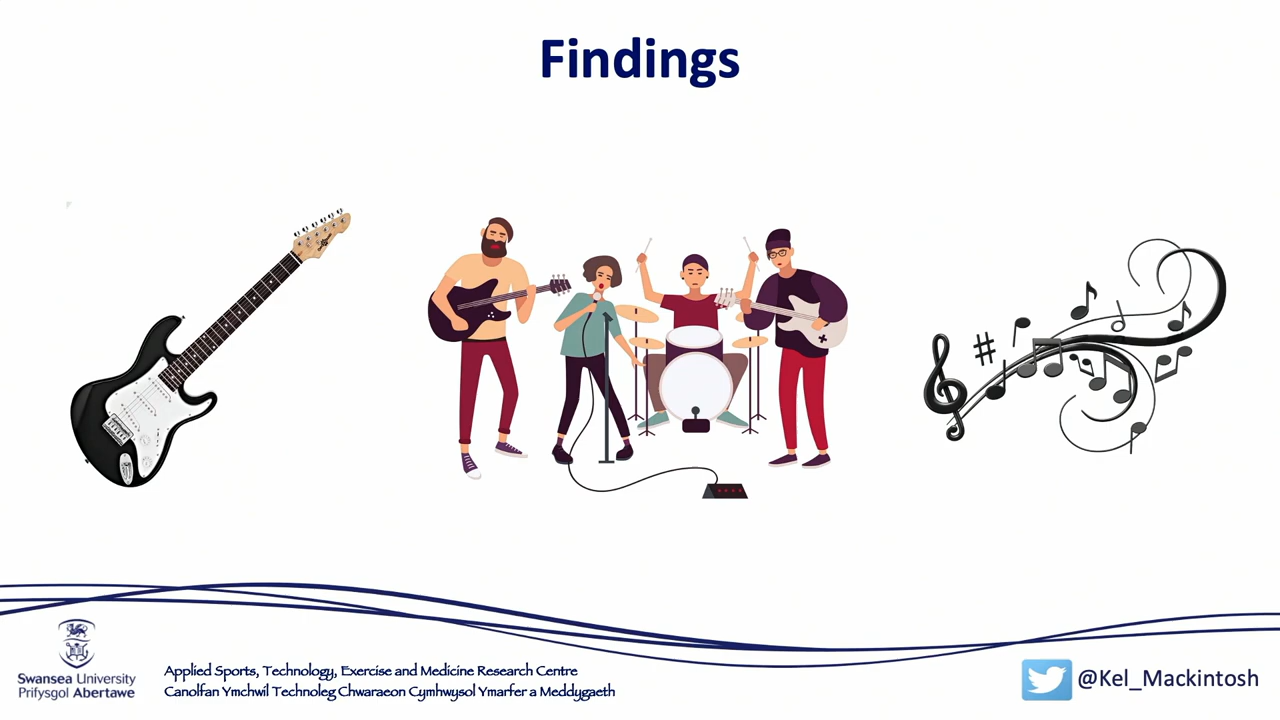 Findings
Swansea University
Prifysgol Abertawe
Applied Sports, Technology, Exercise and Medicine Research Centre
Canolfan Ymchwil Technoleg Chwaraeon Cymhwysol Ymarfer a Meddygaeth
@Kel_Mackintosh